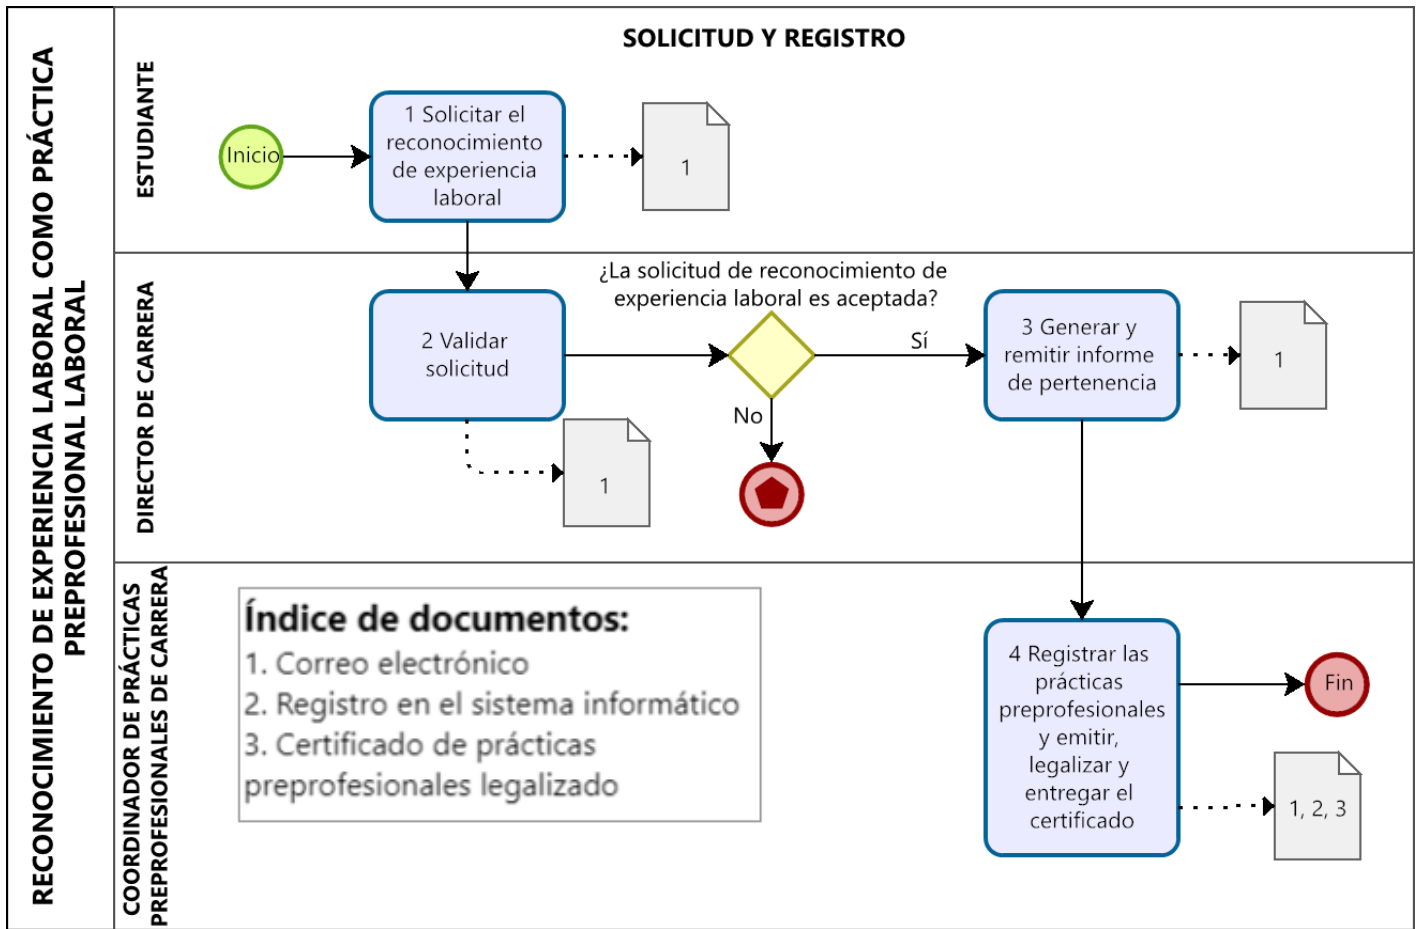 RECONOCIMIENTO DE EXPERIENCIA LABORAL COMO PRÁCTICA
PREPROFESIONAL LABORAL
SOLICITUD Y REGISTRO
ESTUDIANTE
Inicio
1 Solicitar el
reconocimiento
de experiencia
laboral
1
DIRECTOR DE CARRERA
2 Validar
solicitud
1
¿La solicitud de reconocimiento de
experiencia laboral es aceptada?
Sí
No
3 Generar y
remitir informe
de pertenencia
1
COORDINADOR DE PRÁCTICAS
PREPROFESIONALES DE CARRERA
Índice de documentos:
1. Correo electrónico
2. Registro en el sistema informático
3. Certificado de prácticas
preprofesionales legalizado
4 Registrar las
prácticas
preprofesionales
y emitir,
legalizar y
entregar el
certificado
Fin
1, 2, 3